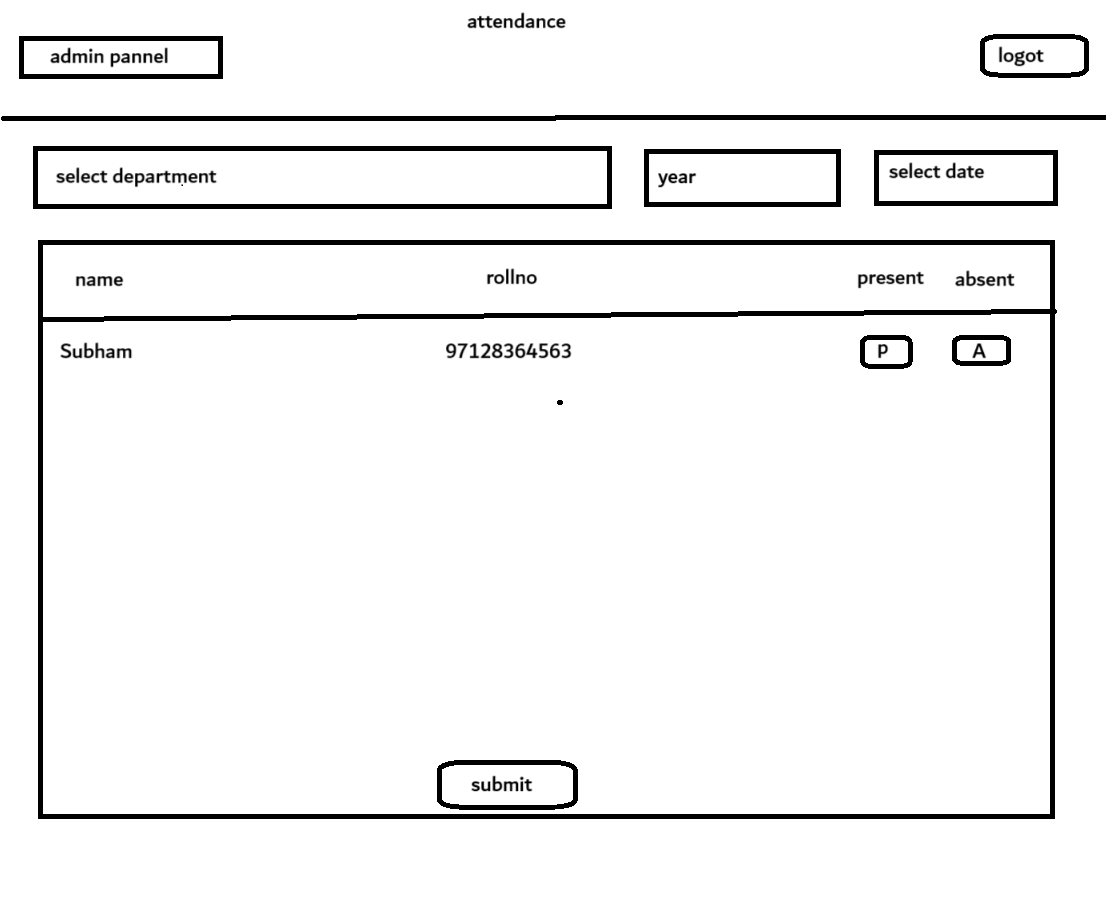 attendance
admin pannel
logot
select department
year
select date
name
rollno
present
absent
Subham
97128364563
P
A
submit